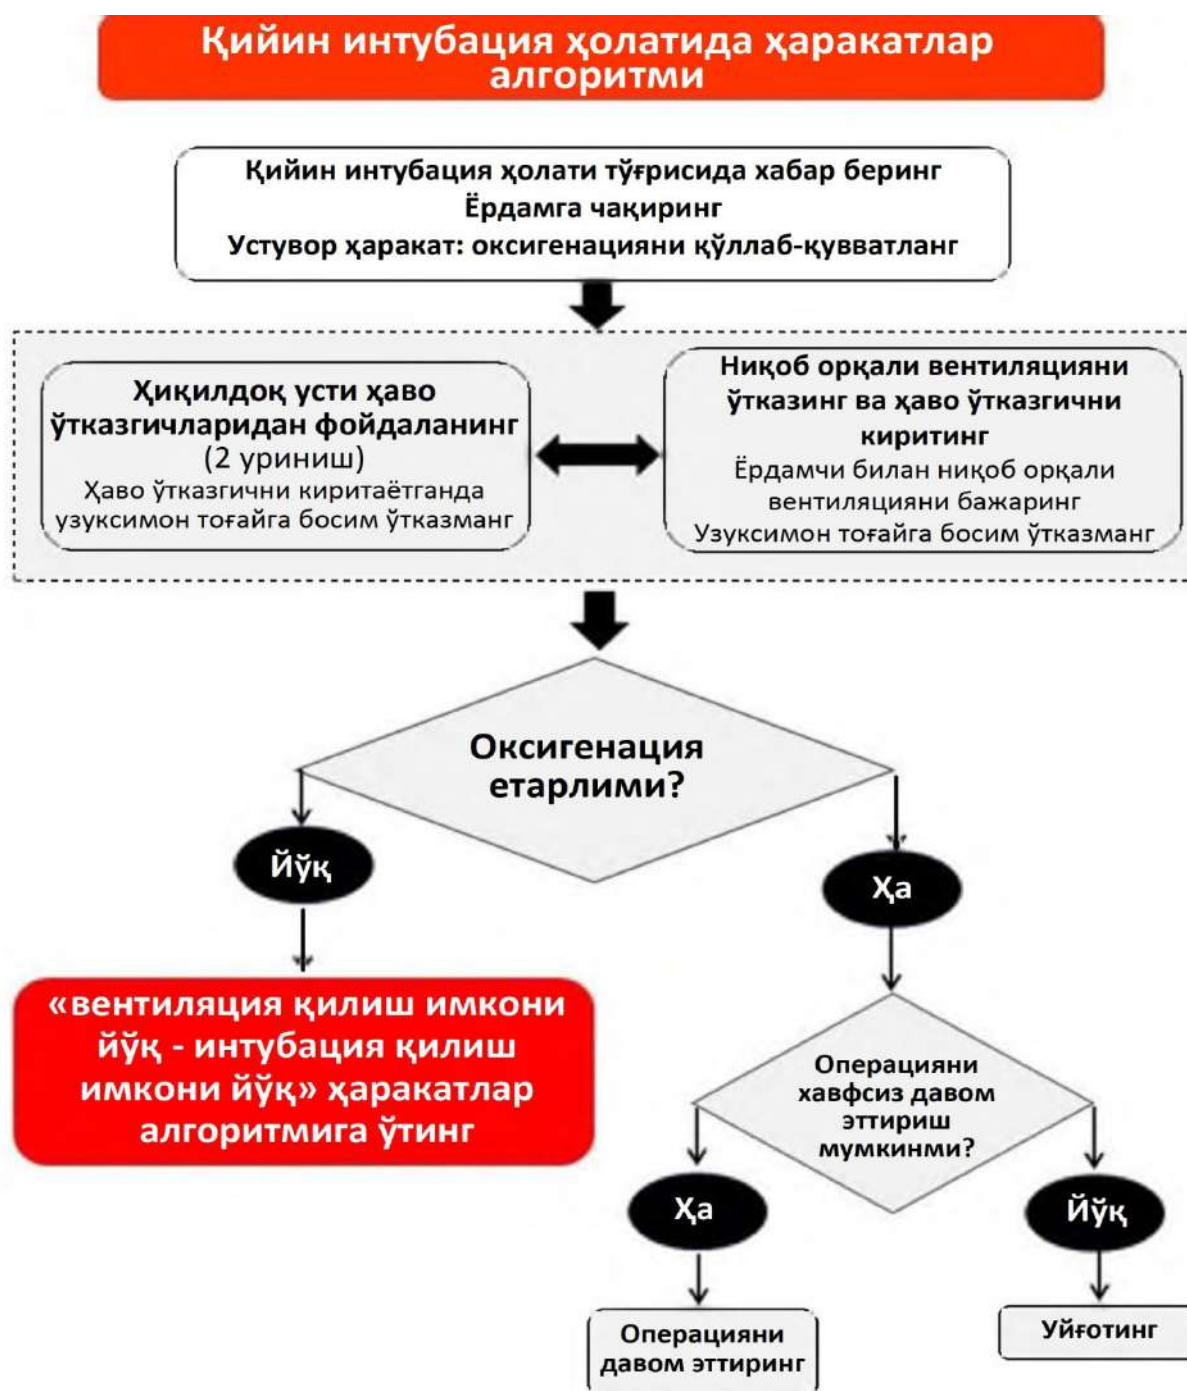 Қийин интубация ҳолатида ҳаракатлар
алгоритми
Қийин интубация ҳолати тўғрисида хабар беринг
Ёрдамга чақиринг
Устувор ҳаракат: оксигенацияни қўллаб-қувватланг
Ҳиқилдоқ усти ҳаво
ўтказгичларидан фойдаланинг
(2 уриниш)
Ҳаво ўтказгични киритаётганда
узуксимон тоғайга босим ўтказманг
Ниқоб орқали вентиляцияни
ўтказинг ва ҳаво ўтказгични
киритинг
Ёрдамчи билан ниқоб орқали
вентиляцияни бажаринг
Узуксимон тоғайга босим ўтказманг
Оксигенация
етарлими?
Йўқ
Ҳа
«вентиляция қилиш имкони
йўқ - интубация қилиш
имкони йўқ» ҳаракатлар
алгоритмига ўтинг
Операцияни
хавфсиз давом
эттириш
мумкинми?
Ҳа
Йўқ
Операцияни
давом эттиринг
Уйғотинг